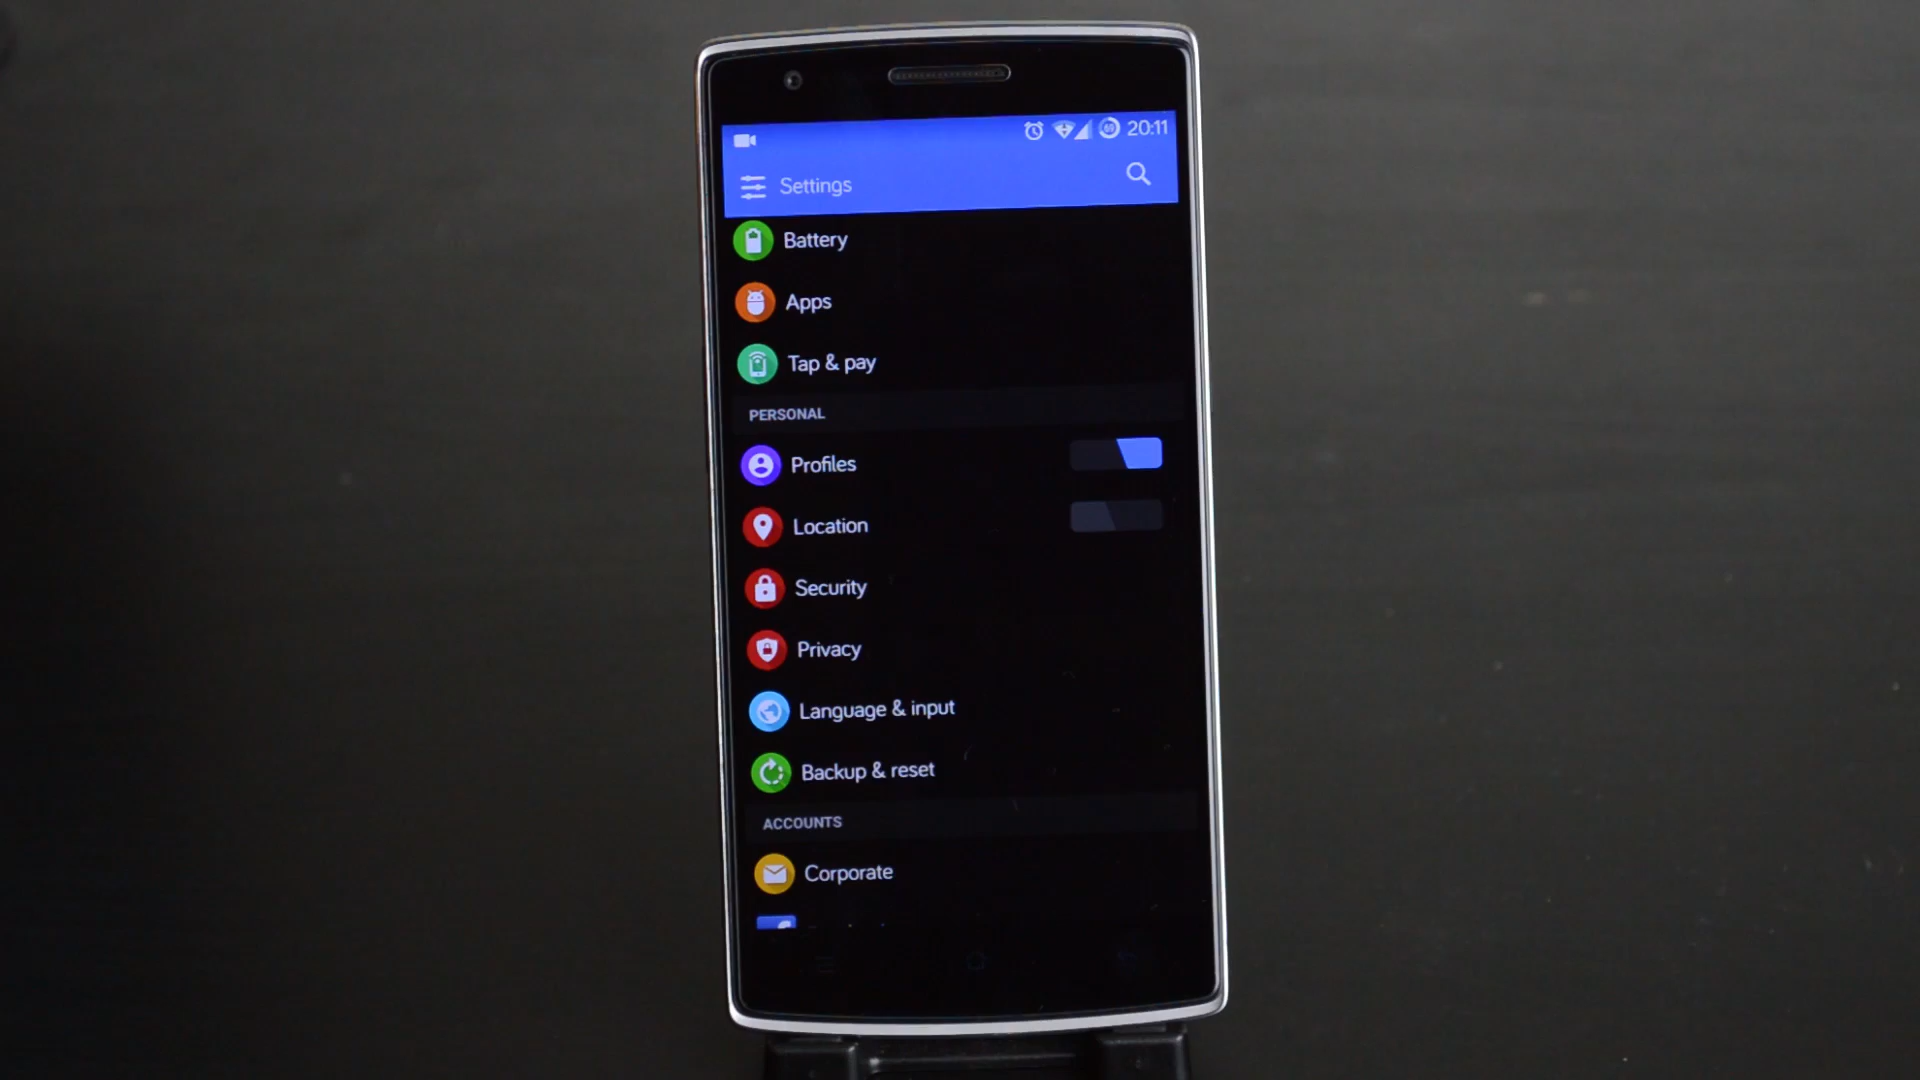 20:11
Settings
Battery
Apps
Tap & pay
PERSONAL
Profiles
Location
Security
Privacy
Language & input
Backup & reset
ACCOUNTS
Corporate